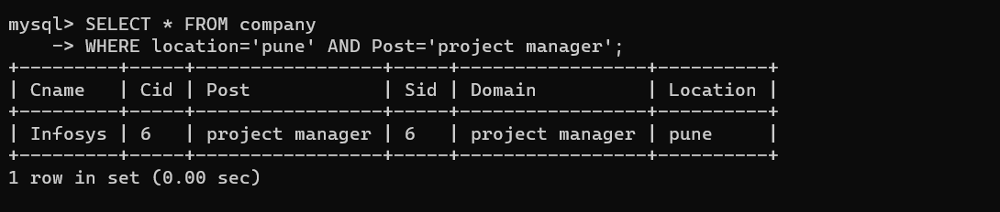 mysql> SELECT * FROM company
    -> WHERE location='pune' AND Post='project manager';
+---------+-----+-----------------+-----+-----------------+----------+
| Cname   | Cid | Post            | Sid | Domain          | Location |
+---------+-----+-----------------+-----+-----------------+----------+
| Infosys | 6   | project manager | 6   | project manager | pune     |
+---------+-----+-----------------+-----+-----------------+----------+
1 row in set (0.00 sec)